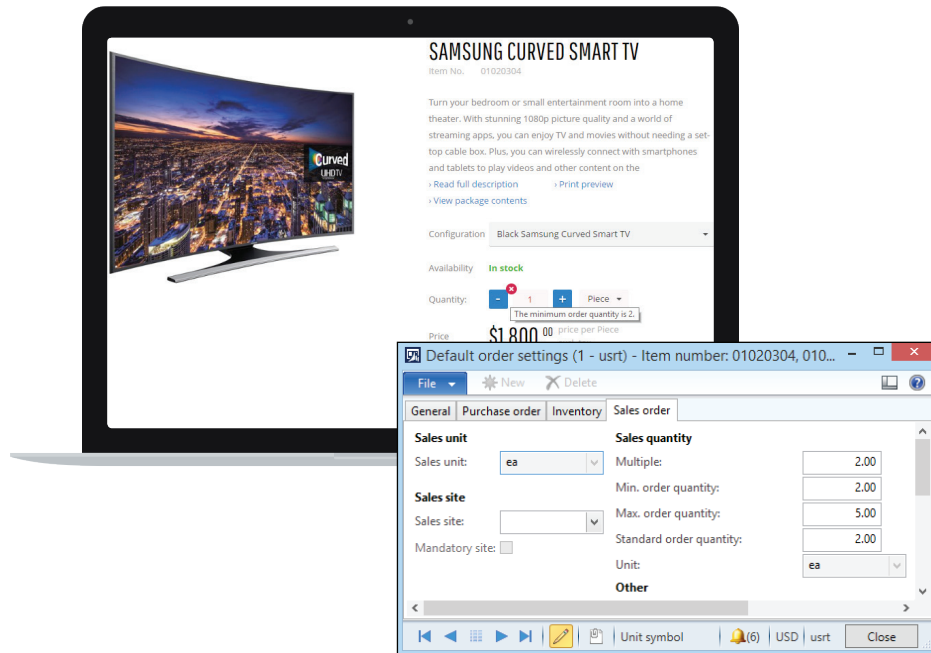 SAMSUNG CURVED SMART TV
Item No. 01020304
Turn your bedroom or small entertainment room into a home
theater. With stunning 1080p picture quality and a world of
streaming apps, you can enjoy TV and movies without needing a set-
top cable box. Plus, you can wirelessly connect with smartphones
and tablets to play videos and other content on the
› Read full description › Print preview
› View package contents
Curved
UHDTV
Configuration Black Samsung Curved Smart TV
Availability In stock
Quantity: - 1 + Piece
The minimum order quantity is 2.
Price $1,800 00 price per Piece
Default order settings (1 - usrt) - Item number: 01020304, 010...
File New Delete
General Purchase order Inventory Sales order
Sales unit
Sales unit: ea
Sales site
Sales site:
Mandatory site:
Sales quantity
Multiple: 2.00
Min. order quantity: 2.00
Max. order quantity: 5.00
Standard order quantity: 2.00
Unit: ea
Other
Unit symbol (6) USD usrt Close